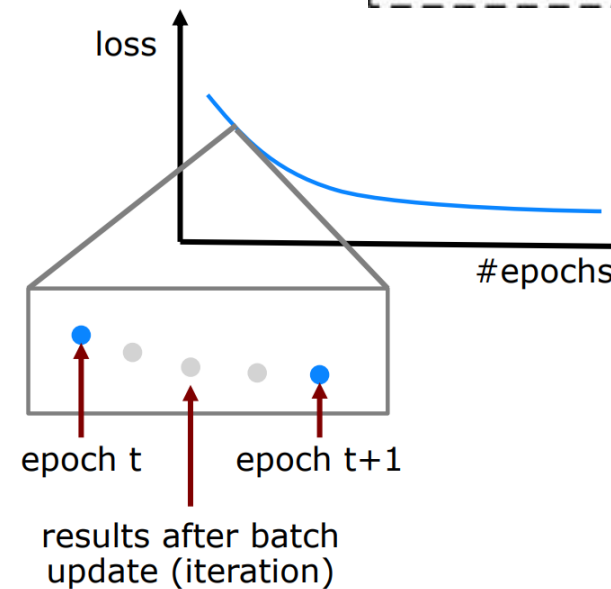 loss
#epochs
epoch t
epoch t+1
results after batch
update (iteration)